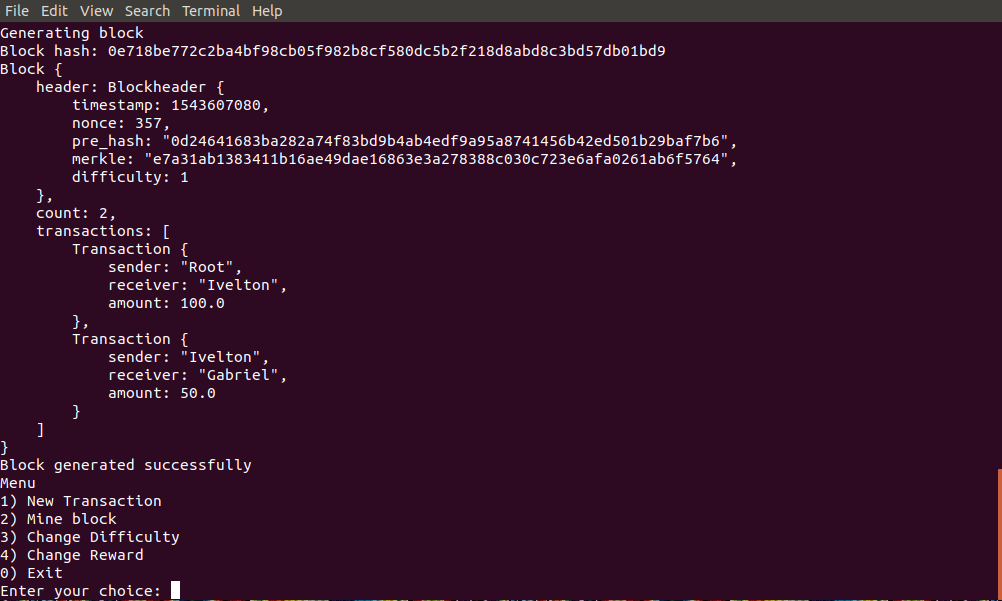 File Edit View Search Terminal Help
Generating block
Block hash: 0e718be772c2ba4bf98cb05f982b8cf580dc5b2f218d8abd8c3bd57db01bd9
Block {
    header: Blockheader {
        timestamp: 1543607080,
        nonce: 357,
        pre_hash: "0d24641683ba282a74f83bd9b4ab4edf9a95a8741456b42ed501b29baf7b6",
        merkle: "e7a31ab1383411b16ae49dae16863e3a278388c030c723e6afa0261ab6f5764",
        difficulty: 1
    },
    count: 2,
    transactions: [
        Transaction {
            sender: "Root",
            receiver: "Ivelton",
            amount: 100.0
        },
        Transaction {
            sender: "Ivelton",
            receiver: "Gabriel",
            amount: 50.0
        }
    ]
}
Block generated successfully
Menu
1) New Transaction
2) Mine block
3) Change Difficulty
4) Change Reward
0) Exit
Enter your choice: